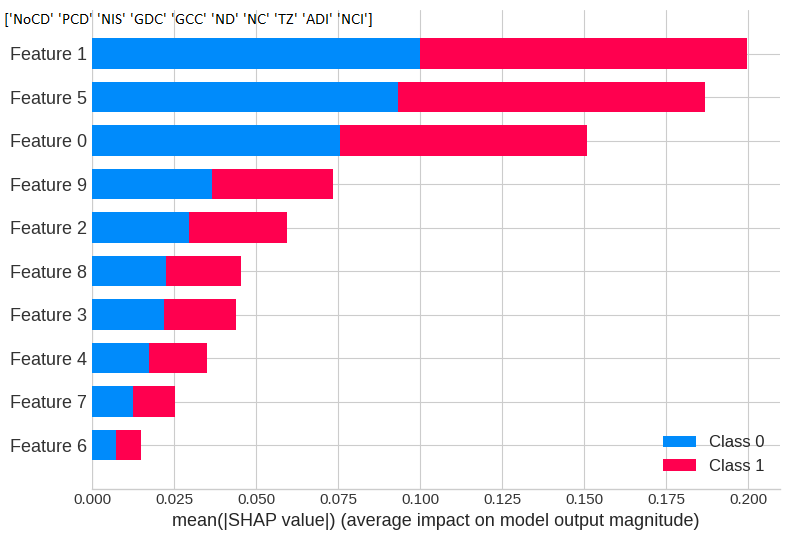 ['NoCD' 'PCD' 'NIS' 'GDC' 'GCC' 'ND' 'NC' 'TZ' 'ADI' 'NCI']
Feature 1
Feature 5
Feature 0
Feature 9
Feature 2
Feature 8
Feature 3
Feature 4
Feature 7
Feature 6
Class 0
Class 1
0.000 0.025 0.050 0.075 0.100 0.125 0.150 0.175 0.200
mean(|SHAP value|) (average impact on model output magnitude)